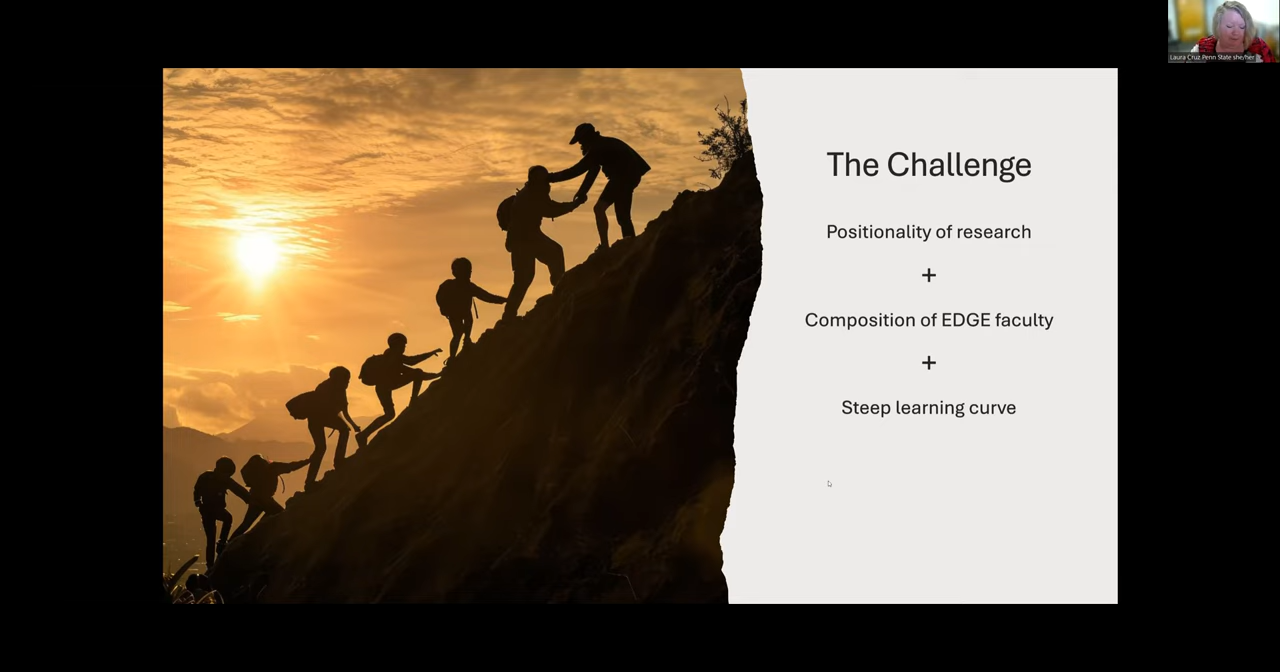 Laura Cruz Penn State she/her
The Challenge
Positionality of research
+
Composition of EDGE faculty
+
Steep learning curve